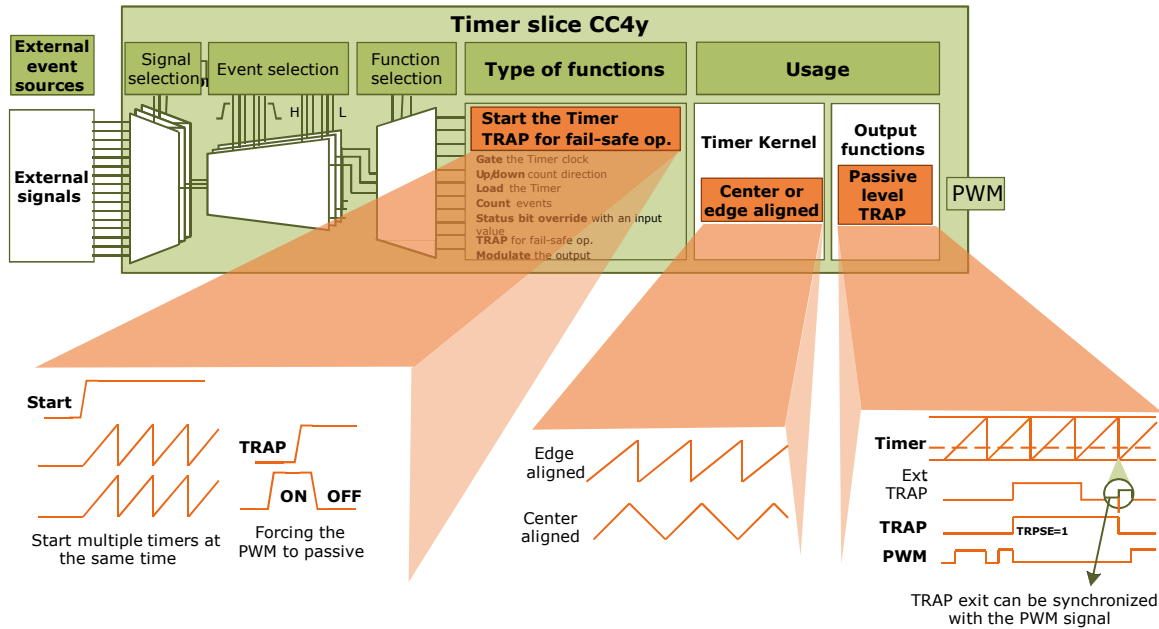 Timer slice CC4y
External
event
sources
Signal
selection
Event selection
Function
selection
Type of functions
Usage
H
L
External
signals
Start the Timer
TRAP for fail-safe op.
Gate the Timer clock
Up/down count direction
Load the Timer
Count events
Status bit override with an input
value
TRAP for fail-safe op.
Modulate the output
Timer Kernel
Center or
edge aligned
Output
functions
Passive
level
TRAP
PWM
Start
Start multiple timers at
the same time
TRAP
ON OFF
Forcing the
PWM to passive
Edge
aligned
Center
aligned
Timer
Ext
TRAP
TRAP
TRPSE=1
PWM
TRAP exit can be synchronized
with the PWM signal